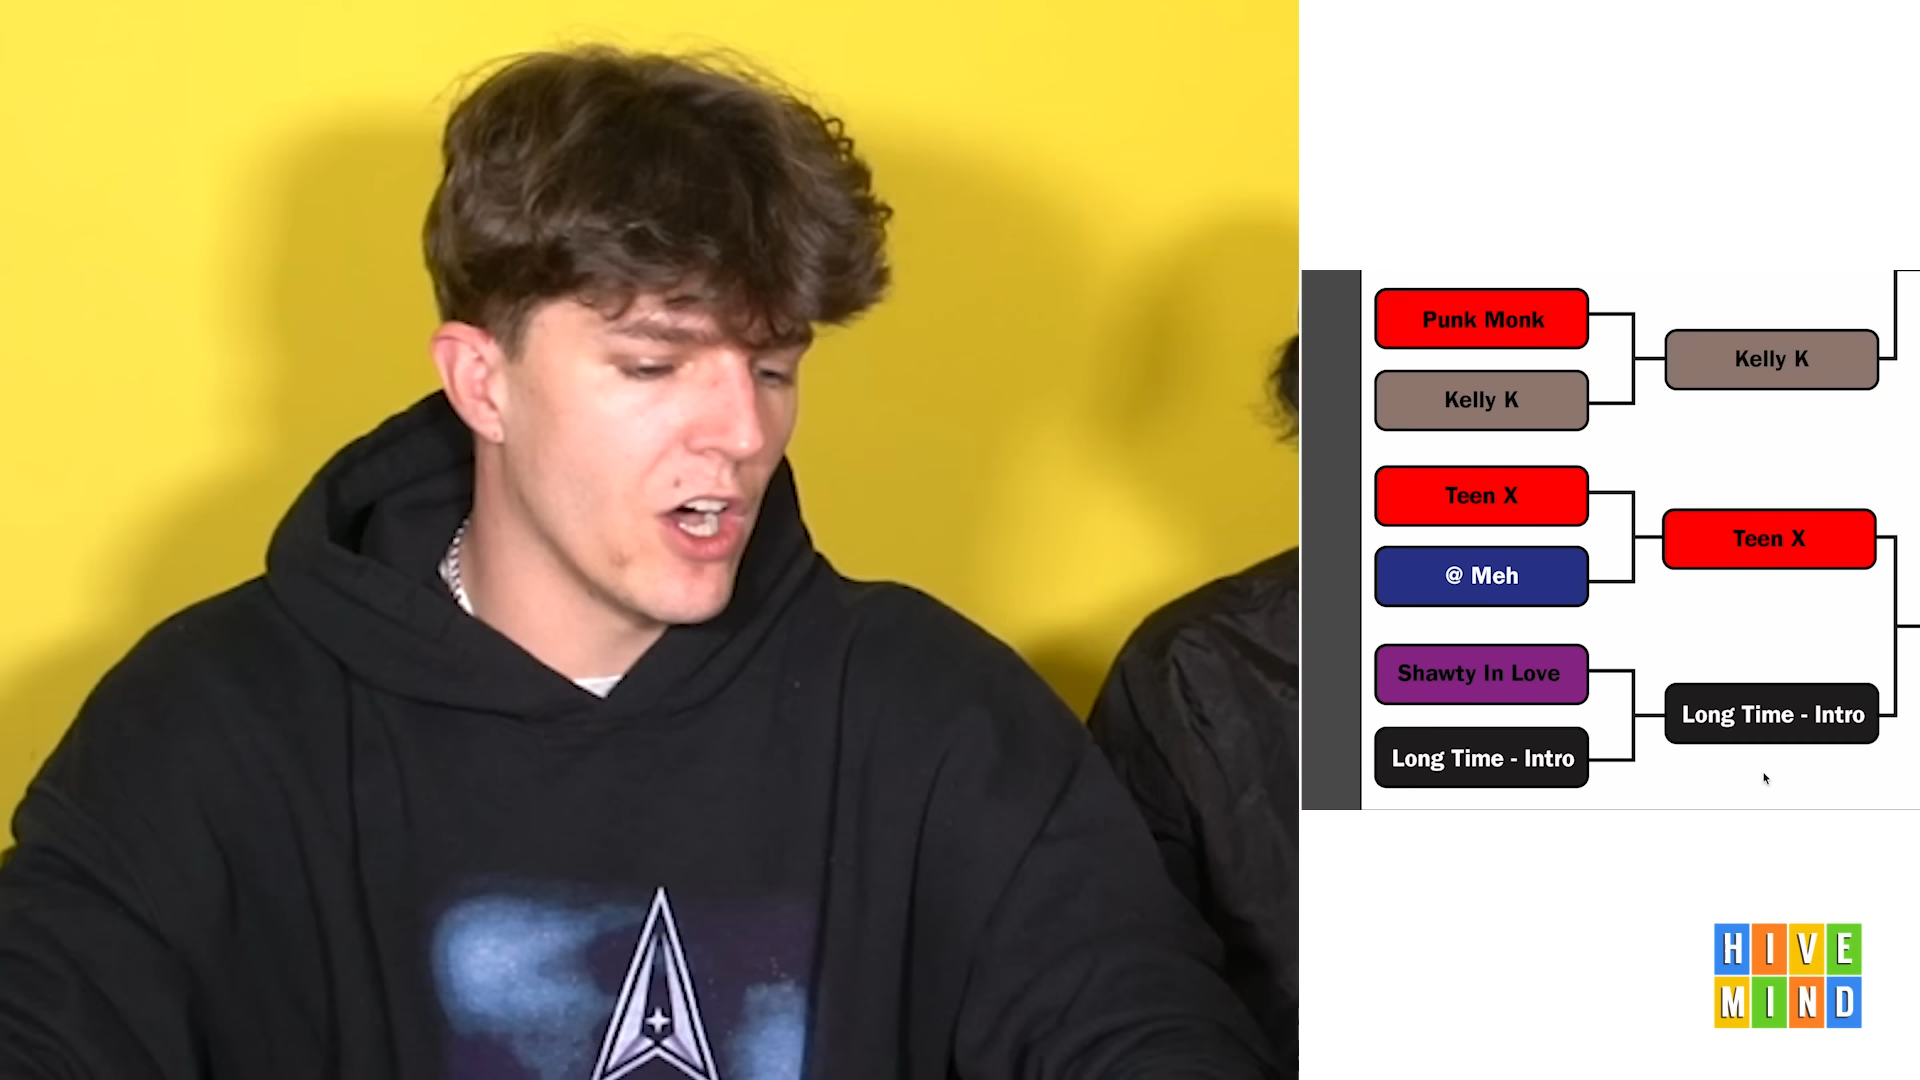 Punk Monk
Kelly K
Kelly K
Teen X
Teen X
@ Meh
Shawty In Love
Long Time - Intro
Long Time - Intro
HIVE
MIND